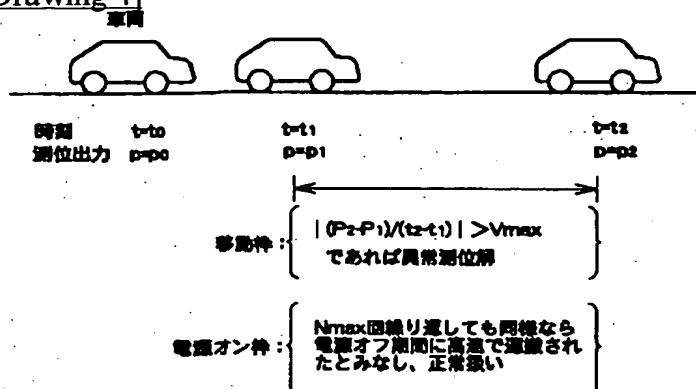 Drawing 4]
車両
時刻 t=t0 t=t1 t=t2
測位出力 p=p0 p=p1 p=p2
移動枠: | (P2-P1)/(t2-t1) | >Vmax
であれば異常測位解
電源オン枠: Nmax回繰り返しても同様なら
電源オフ期間に高速で運搬され
たとみなし、正常扱い